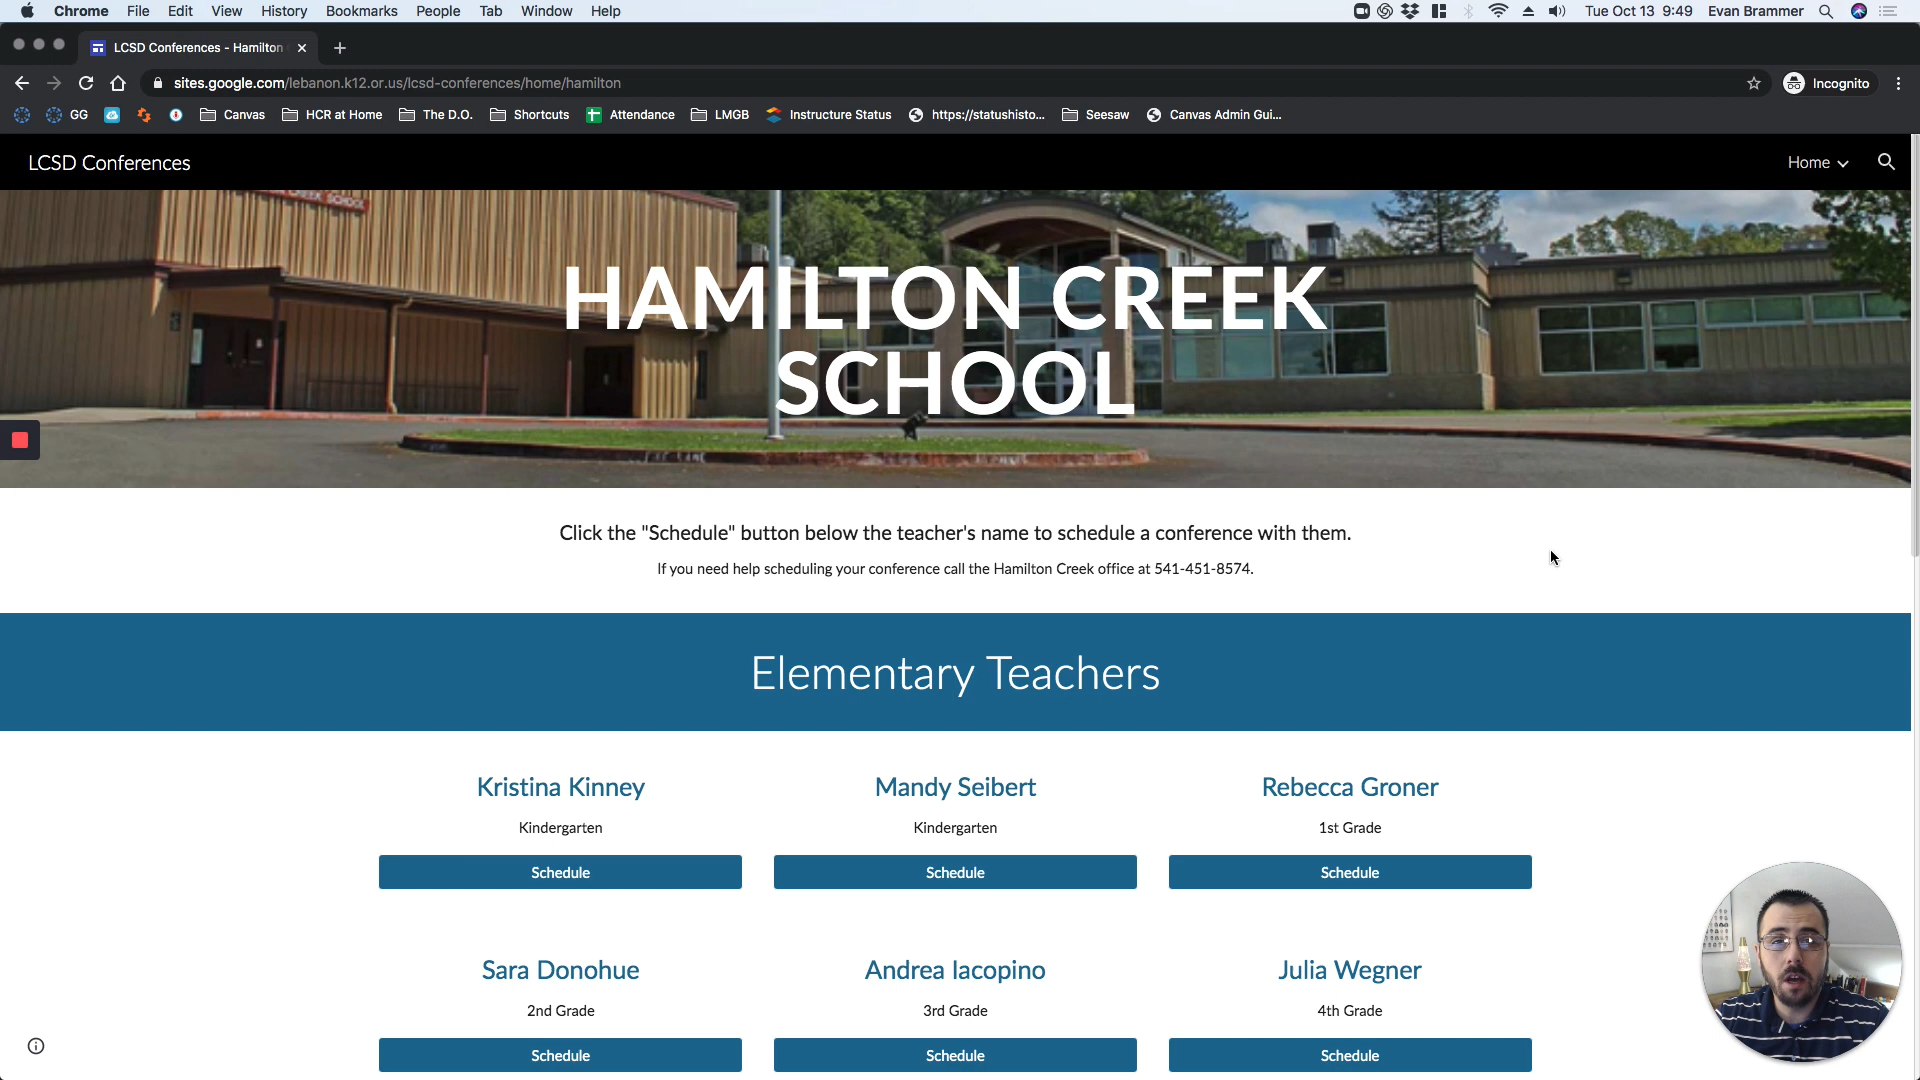 Chrome File Edit View History Bookmarks People Tab Window Help
Tue Oct 13 9:49 Evan Brammer
LCSD Conferences - Hamilton
sites.google.com/lebanon.k12.or.us/lcsd-conferences/home/hamilton
Incognito
GG Canvas HCR at Home The D.O. Shortcuts Attendance LMGB Instructure Status https://statushisto... Seesaw Canvas Admin Gui...
LCSD Conferences
Home
HAMILTON CREEK
SCHOOL
Click the "Schedule" button below the teacher's name to schedule a conference with them.
If you need help scheduling your conference call the Hamilton Creek office at 541-451-8574.
Elementary Teachers
Kristina Kinney Mandy Seibert Rebecca Groner
Kindergarten Kindergarten 1st Grade
Schedule Schedule Schedule
Sara Donohue Andrea Iacopino Julia Wegner
2nd Grade 3rd Grade 4th Grade
Schedule Schedule Schedule